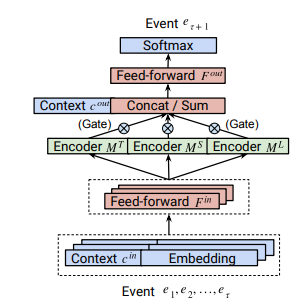 Event e_{τ+1}
Softmax
Feed-forward F^{out}
Context c^{out} Concat / Sum
(Gate) (Gate)
Encoder M^T Encoder M^S Encoder M^L
Feed-forward F^{in}
Context c^{in} Embedding
Event e_1, e_2, ..., e_τ